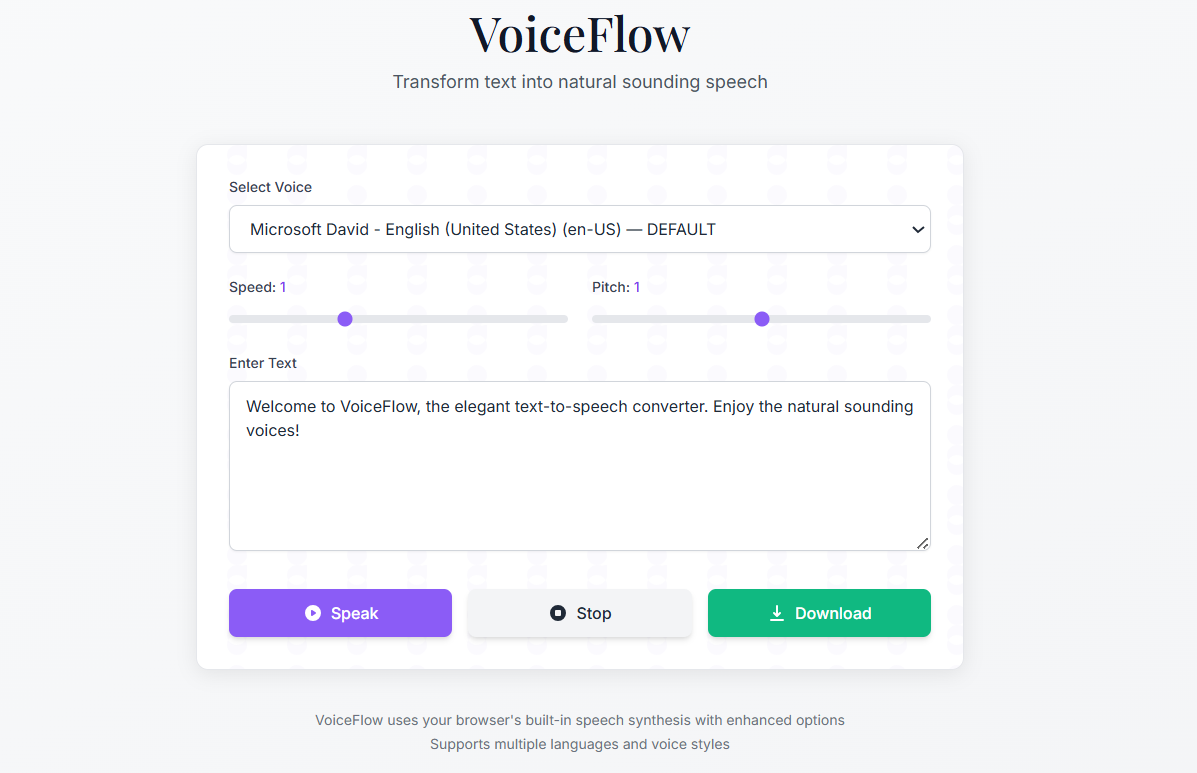 VoiceFlow
Transform text into natural sounding speech
Select Voice
Microsoft David - English (United States) (en-US) — DEFAULT
Speed: 1
Pitch: 1
Enter Text
Welcome to VoiceFlow, the elegant text-to-speech converter. Enjoy the natural sounding
voices!
Speak
Stop
Download
VoiceFlow uses your browser's built-in speech synthesis with enhanced options
Supports multiple languages and voice styles